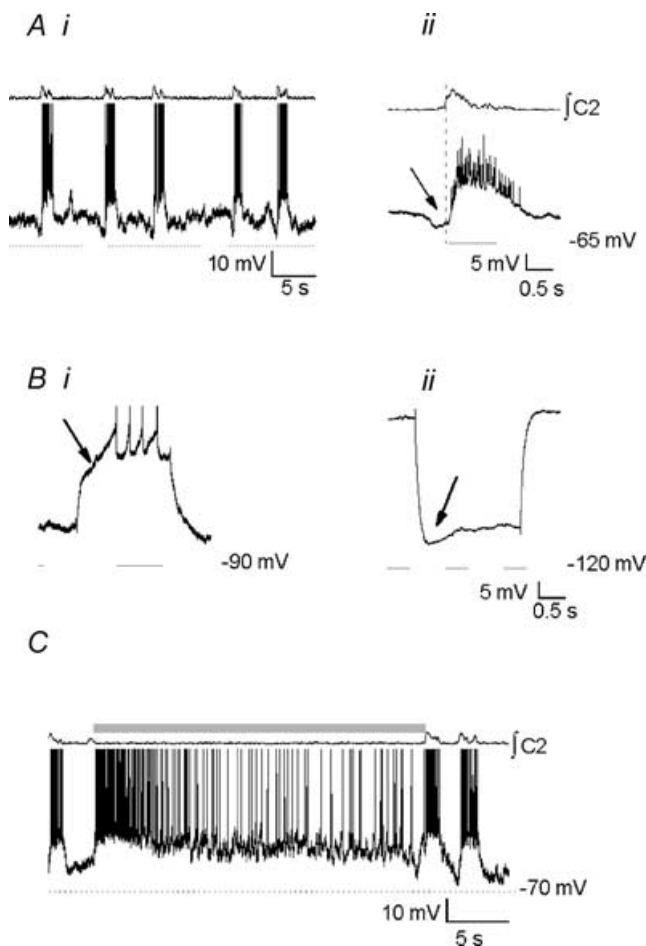 A i
ii
∫C2
10 mV
5 s
-65 mV
5 mV
0.5 s
B i
ii
-90 mV
-120 mV
5 mV
0.5 s
C
∫C2
-70 mV
10 mV
5 s